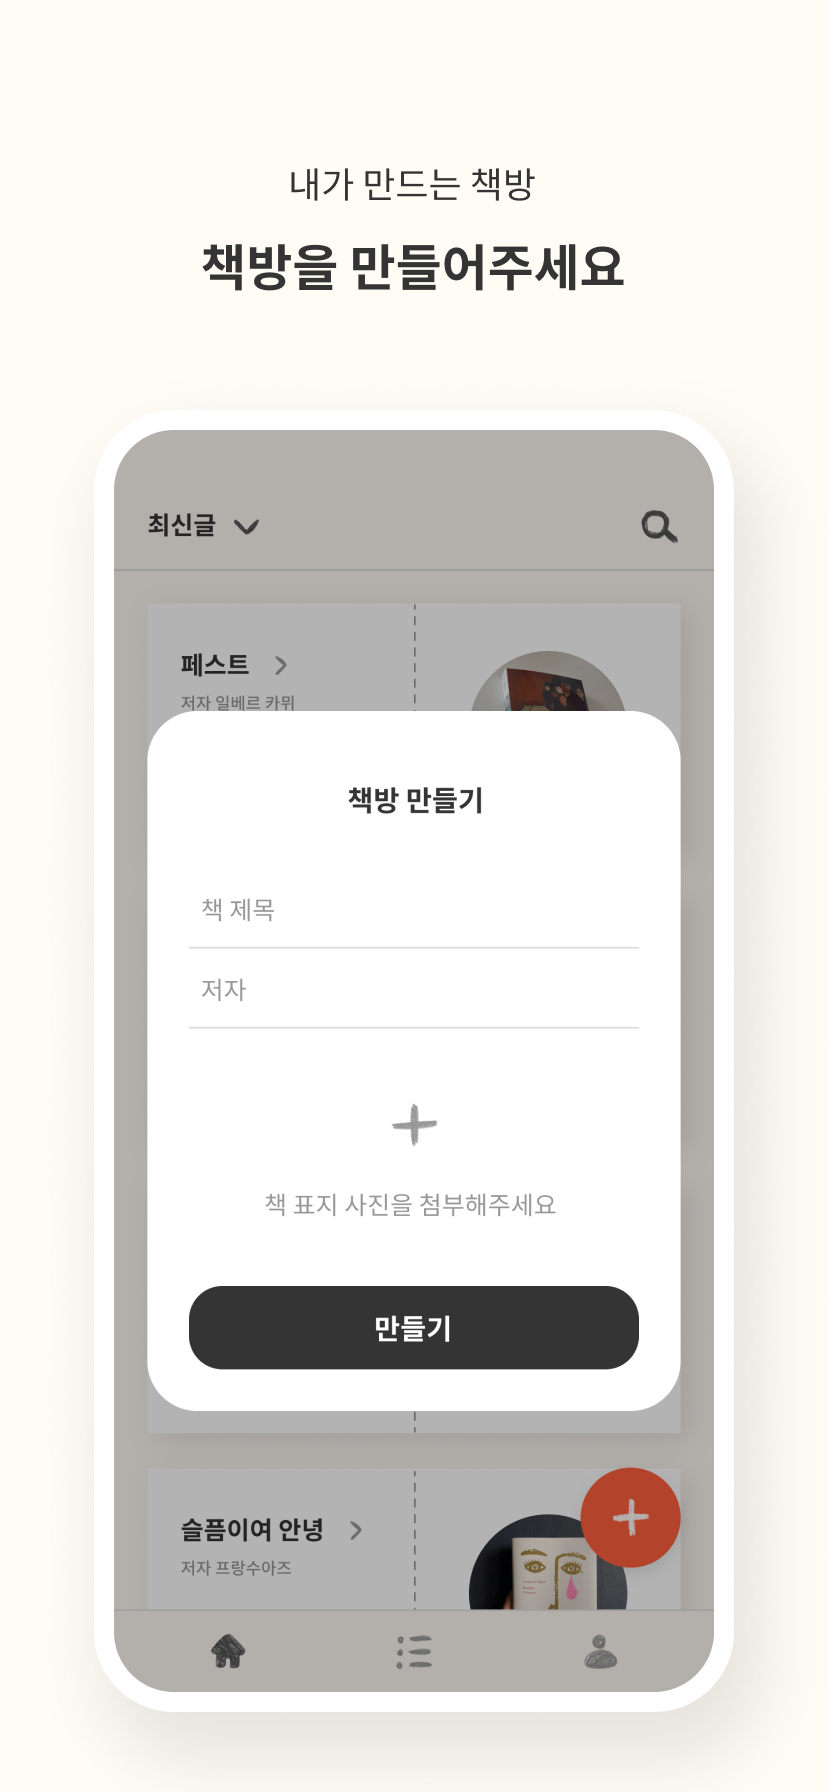 내가 만드는 책방
책방을 만들어주세요
최신글
페스트
저자 일베르 카뮈
책방 만들기
책 제목
저자
책 표지 사진을 첨부해주세요
만들기
슬픔이여 안녕
저자 프랑수아즈